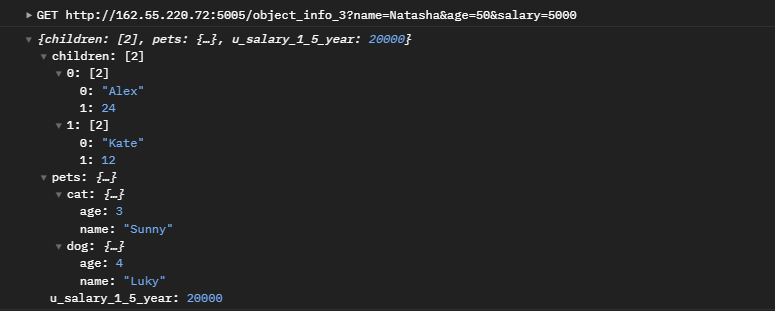 ▸ GET http://162.55.220.72:5005/object_info_3?name=Natasha&age=50&salary=5000
▾ {children: [2], pets: {…}, u_salary_1_5_year: 20000}
▾ children: [2]
▾ 0: [2]
0: "Alex"
1: 24
▾ 1: [2]
0: "Kate"
1: 12
▾ pets: {…}
▾ cat: {…}
age: 3
name: "Sunny"
▾ dog: {…}
age: 4
name: "Luky"
u_salary_1_5_year: 20000